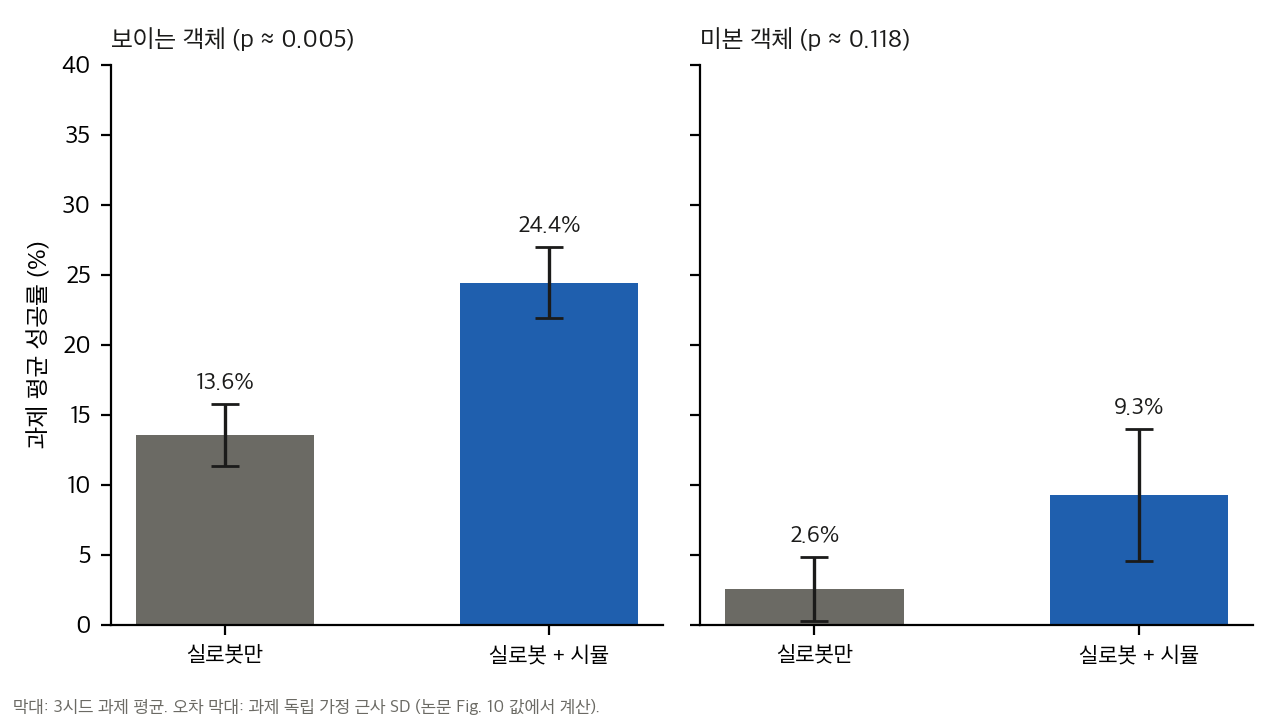 보이는 객체 (p ≈ 0.005)
미본 객체 (p ≈ 0.118)
과제 평균 성공률 (%)
40
35
30
25
20
15
10
5
0
13.6%
24.4%
2.6%
9.3%
실로봇만
실로봇 + 시뮬
실로봇만
실로봇 + 시뮬
막대: 3시드 과제 평균. 오차 막대: 과제 독립 가정 근사 SD (논문 Fig. 10 값에서 계산).